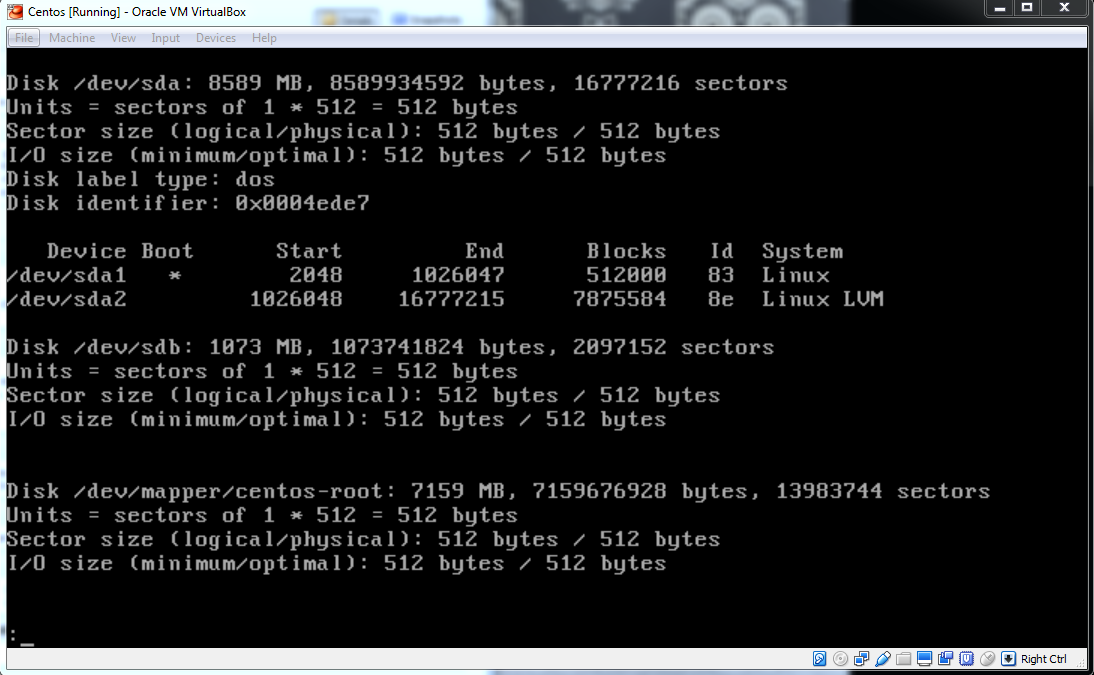 Centos [Running] - Oracle VM VirtualBox
File Machine View Input Devices Help
Disk /dev/sda: 8589 MB, 8589934592 bytes, 16777216 sectors
Units = sectors of 1 * 512 = 512 bytes
Sector size (logical/physical): 512 bytes / 512 bytes
I/O size (minimum/optimal): 512 bytes / 512 bytes
Disk label type: dos
Disk identifier: 0x0004ede7
Device Boot Start End Blocks Id System
/dev/sda1 * 2048 1026047 512000 83 Linux
/dev/sda2 1026048 16777215 7875584 8e Linux LVM
Disk /dev/sdb: 1073 MB, 1073741824 bytes, 2097152 sectors
Units = sectors of 1 * 512 = 512 bytes
Sector size (logical/physical): 512 bytes / 512 bytes
I/O size (minimum/optimal): 512 bytes / 512 bytes
Disk /dev/mapper/centos-root: 7159 MB, 7159676928 bytes, 13983744 sectors
Units = sectors of 1 * 512 = 512 bytes
Sector size (logical/physical): 512 bytes / 512 bytes
I/O size (minimum/optimal): 512 bytes / 512 bytes
:_
Right Ctrl